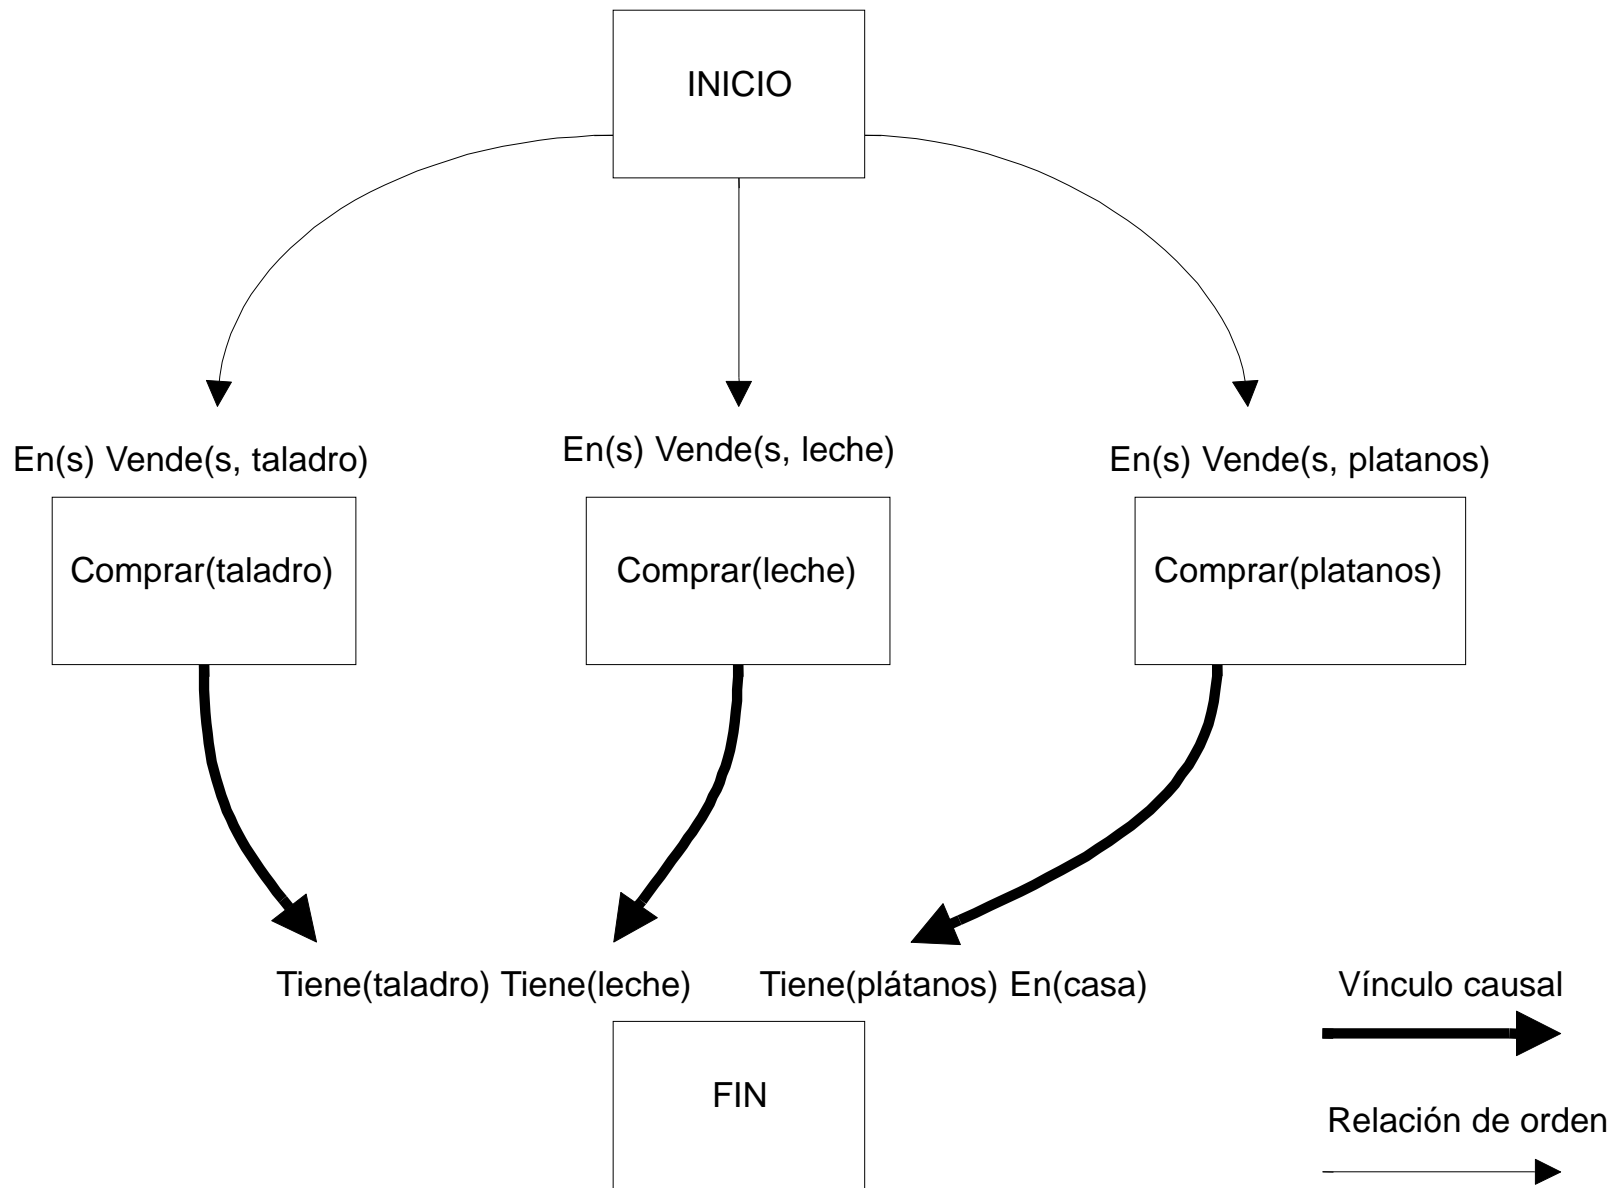 INICIO
En(s) Vende(s, taladro)
En(s) Vende(s, leche)
En(s) Vende(s, platanos)
Comprar(taladro)
Comprar(leche)
Comprar(platanos)
Tiene(taladro) Tiene(leche)
Tiene(plátanos) En(casa)
FIN
Vínculo causal
Relación de orden